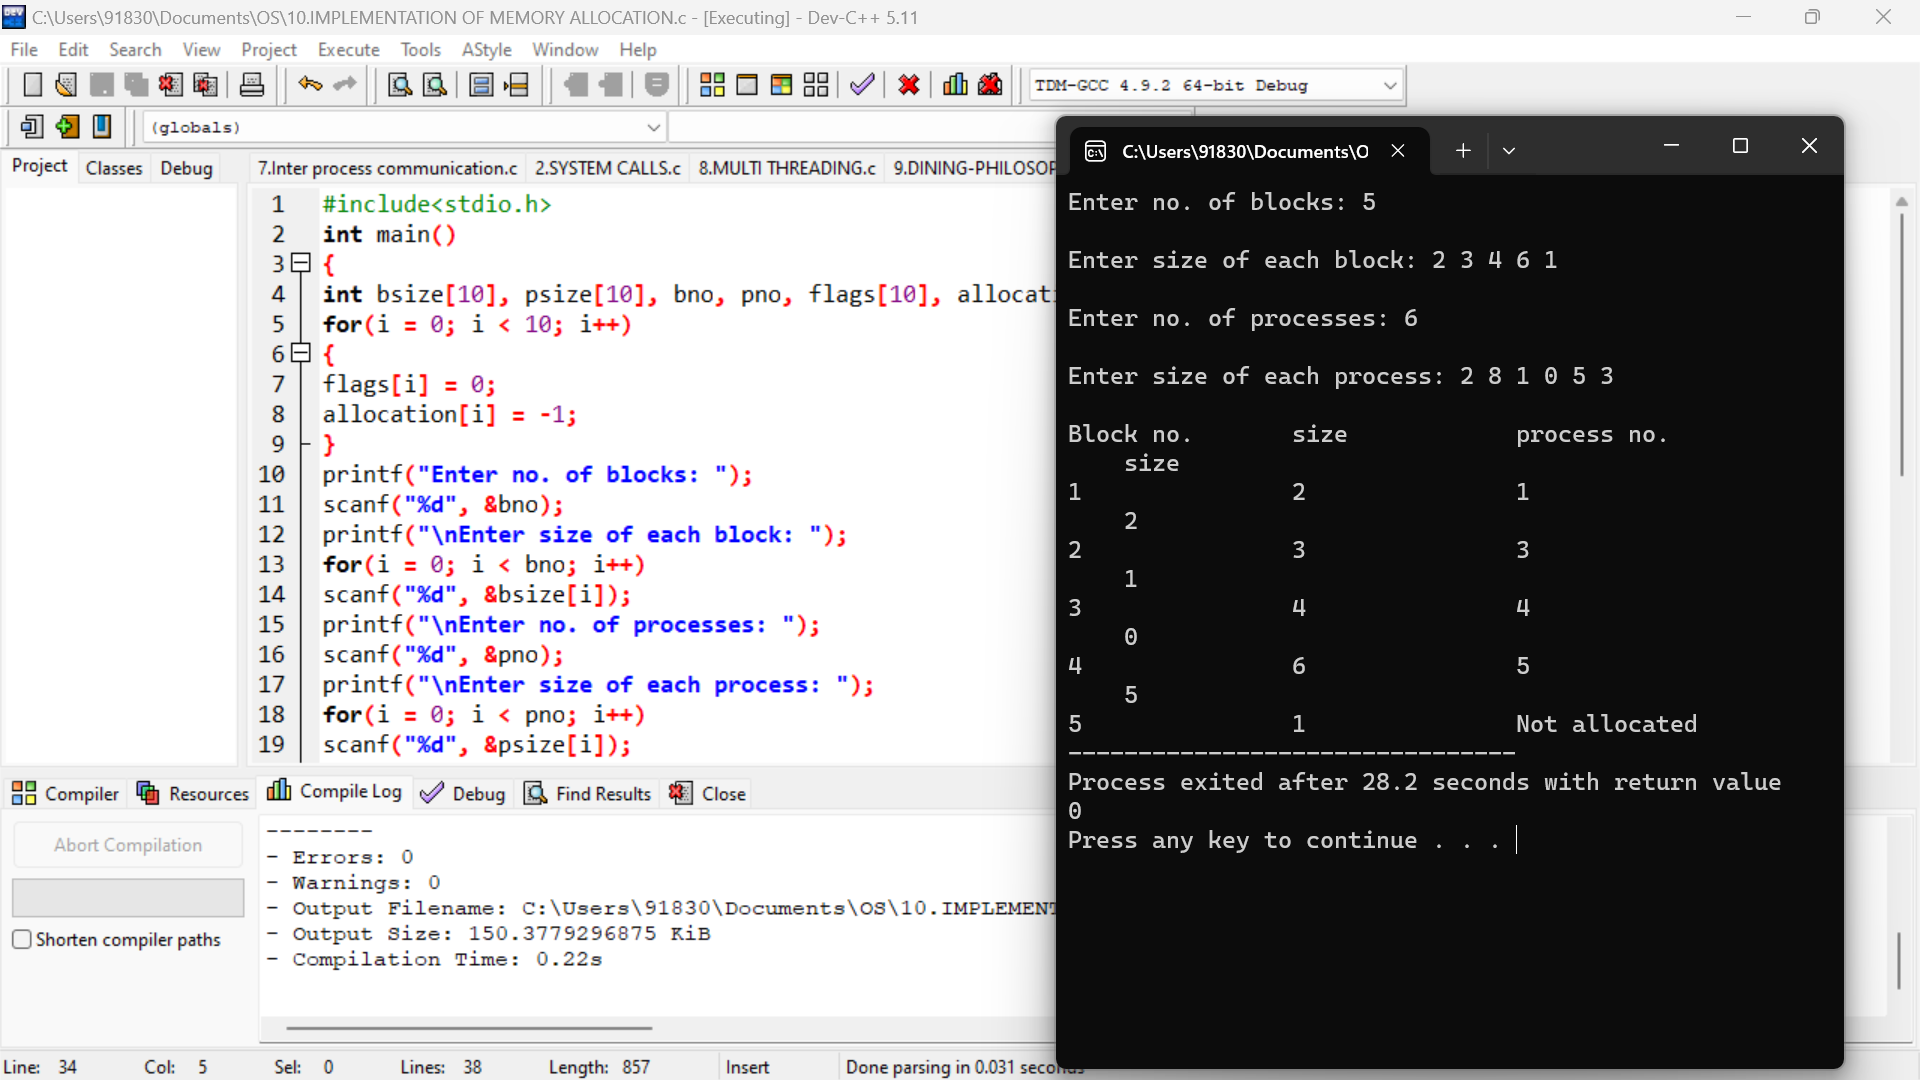 C:\Users\91830\Documents\OS\10.IMPLEMENTATION OF MEMORY ALLOCATION.c - [Executing] - Dev-C++ 5.11
File Edit Search View Project Execute Tools AStyle Window Help
TDM-GCC 4.9.2 64-bit Debug
(globals)
Project Classes Debug
7.Inter process communication.c 2.SYSTEM CALLS.c 8.MULTI THREADING.c 9.DINING-PHILOSOP
1 #include<stdio.h>
2 int main()
3 {
4 int bsize[10], psize[10], bno, pno, flags[10], allocat
5 for(i = 0; i < 10; i++)
6 {
7 flags[i] = 0;
8 allocation[i] = -1;
9 }
10 printf("Enter no. of blocks: ");
11 scanf("%d", &bno);
12 printf("\nEnter size of each block: ");
13 for(i = 0; i < bno; i++)
14 scanf("%d", &bsize[i]);
15 printf("\nEnter no. of processes: ");
16 scanf("%d", &pno);
17 printf("\nEnter size of each process: ");
18 for(i = 0; i < pno; i++)
19 scanf("%d", &psize[i]);
C:\Users\91830\Documents\O
Enter no. of blocks: 5
Enter size of each block: 2 3 4 6 1
Enter no. of processes: 6
Enter size of each process: 2 8 1 0 5 3
Block no. size process no.
size
1 2 1
2
2 3 3
1
3 4 4
0
4 6 5
5
5 1 Not allocated
--------------------------------
Process exited after 28.2 seconds with return value
0
Press any key to continue . . .
Compiler Resources Compile Log Debug Find Results Close
Abort Compilation
Shorten compiler paths
--------
- Errors: 0
- Warnings: 0
- Output Filename: C:\Users\91830\Documents\OS\10.IMPLEMENT
- Output Size: 150.3779296875 KiB
- Compilation Time: 0.22s
Line: 34 Col: 5 Sel: 0 Lines: 38 Length: 857 Insert Done parsing in 0.031 seconds